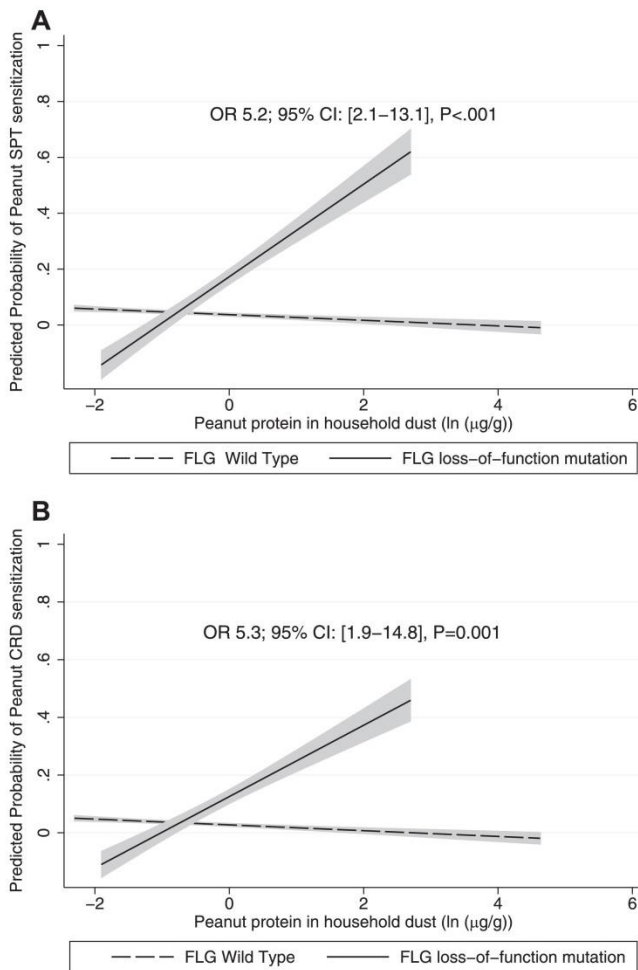 A
Predicted Probability of Peanut SPT sensitization
1
.8
.6
.4
.2
0
OR 5.2; 95% CI: [2.1–13.1], P<.001
−2
0
2
4
6
Peanut protein in household dust (ln (μg/g))
FLG Wild Type
FLG loss−of−function mutation
B
Predicted Probability of Peanut CRD sensitization
1
.8
.6
.4
.2
0
OR 5.3; 95% CI: [1.9–14.8], P=0.001
−2
0
2
4
6
Peanut protein in household dust (ln (μg/g))
FLG Wild Type
FLG loss−of−function mutation